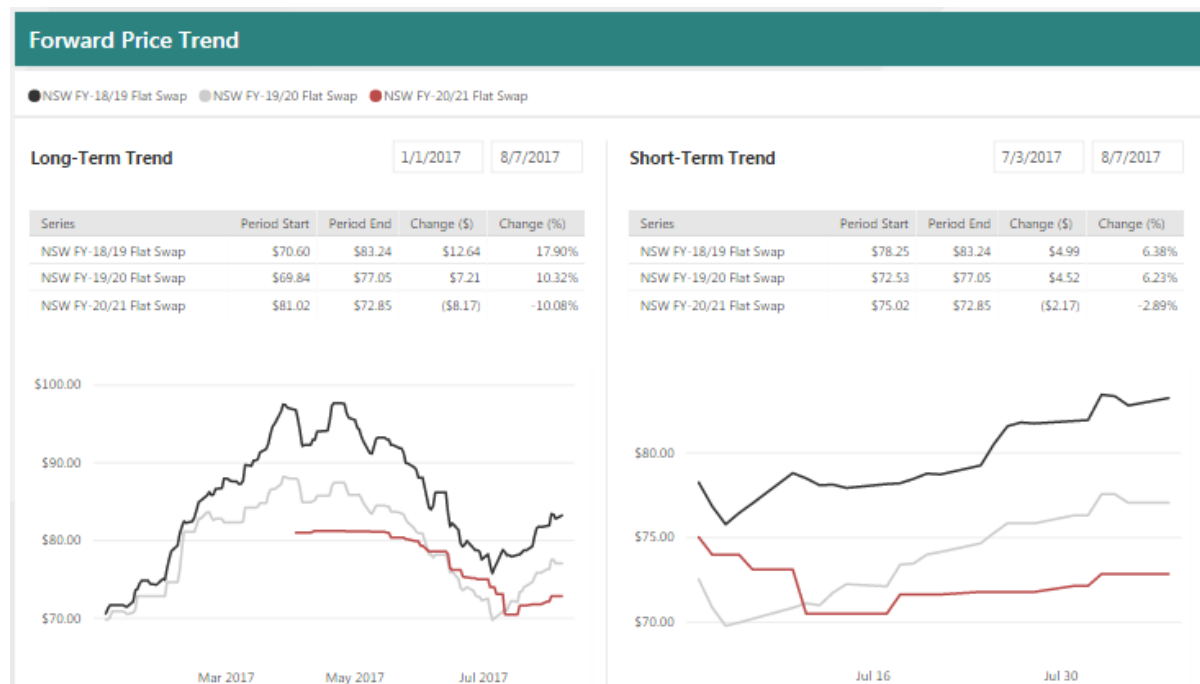 Forward Price Trend
NSW FY-18/19 Flat Swap NSW FY-19/20 Flat Swap NSW FY-20/21 Flat Swap
Long-Term Trend 1/1/2017 8/7/2017
Series Period Start Period End Change ($) Change (%)
NSW FY-18/19 Flat Swap $70.60 $83.24 $12.64 17.90%
NSW FY-19/20 Flat Swap $69.84 $77.05 $7.21 10.32%
NSW FY-20/21 Flat Swap $81.02 $72.85 ($8.17) -10.08%
$100.00
$90.00
$80.00
$70.00
Mar 2017 May 2017 Jul 2017
Short-Term Trend 7/3/2017 8/7/2017
Series Period Start Period End Change ($) Change (%)
NSW FY-18/19 Flat Swap $78.25 $83.24 $4.99 6.38%
NSW FY-19/20 Flat Swap $72.53 $77.05 $4.52 6.23%
NSW FY-20/21 Flat Swap $75.02 $72.85 ($2.17) -2.89%
$80.00
$75.00
$70.00
Jul 16 Jul 30